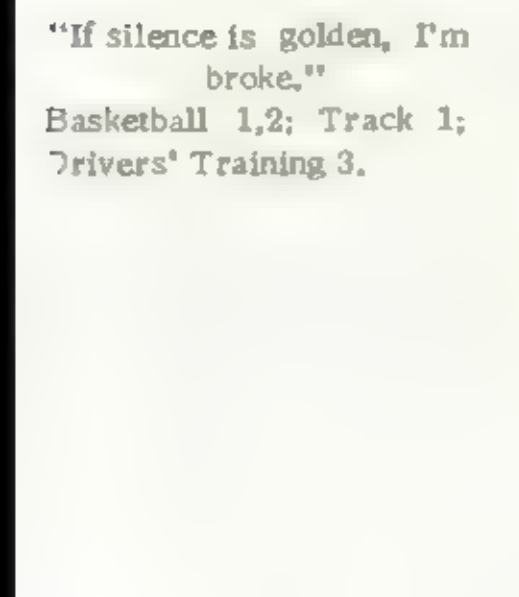 "If silence is golden, I'm
broke."
Basketball 1,2; Track 1;
Drivers' Training 3.